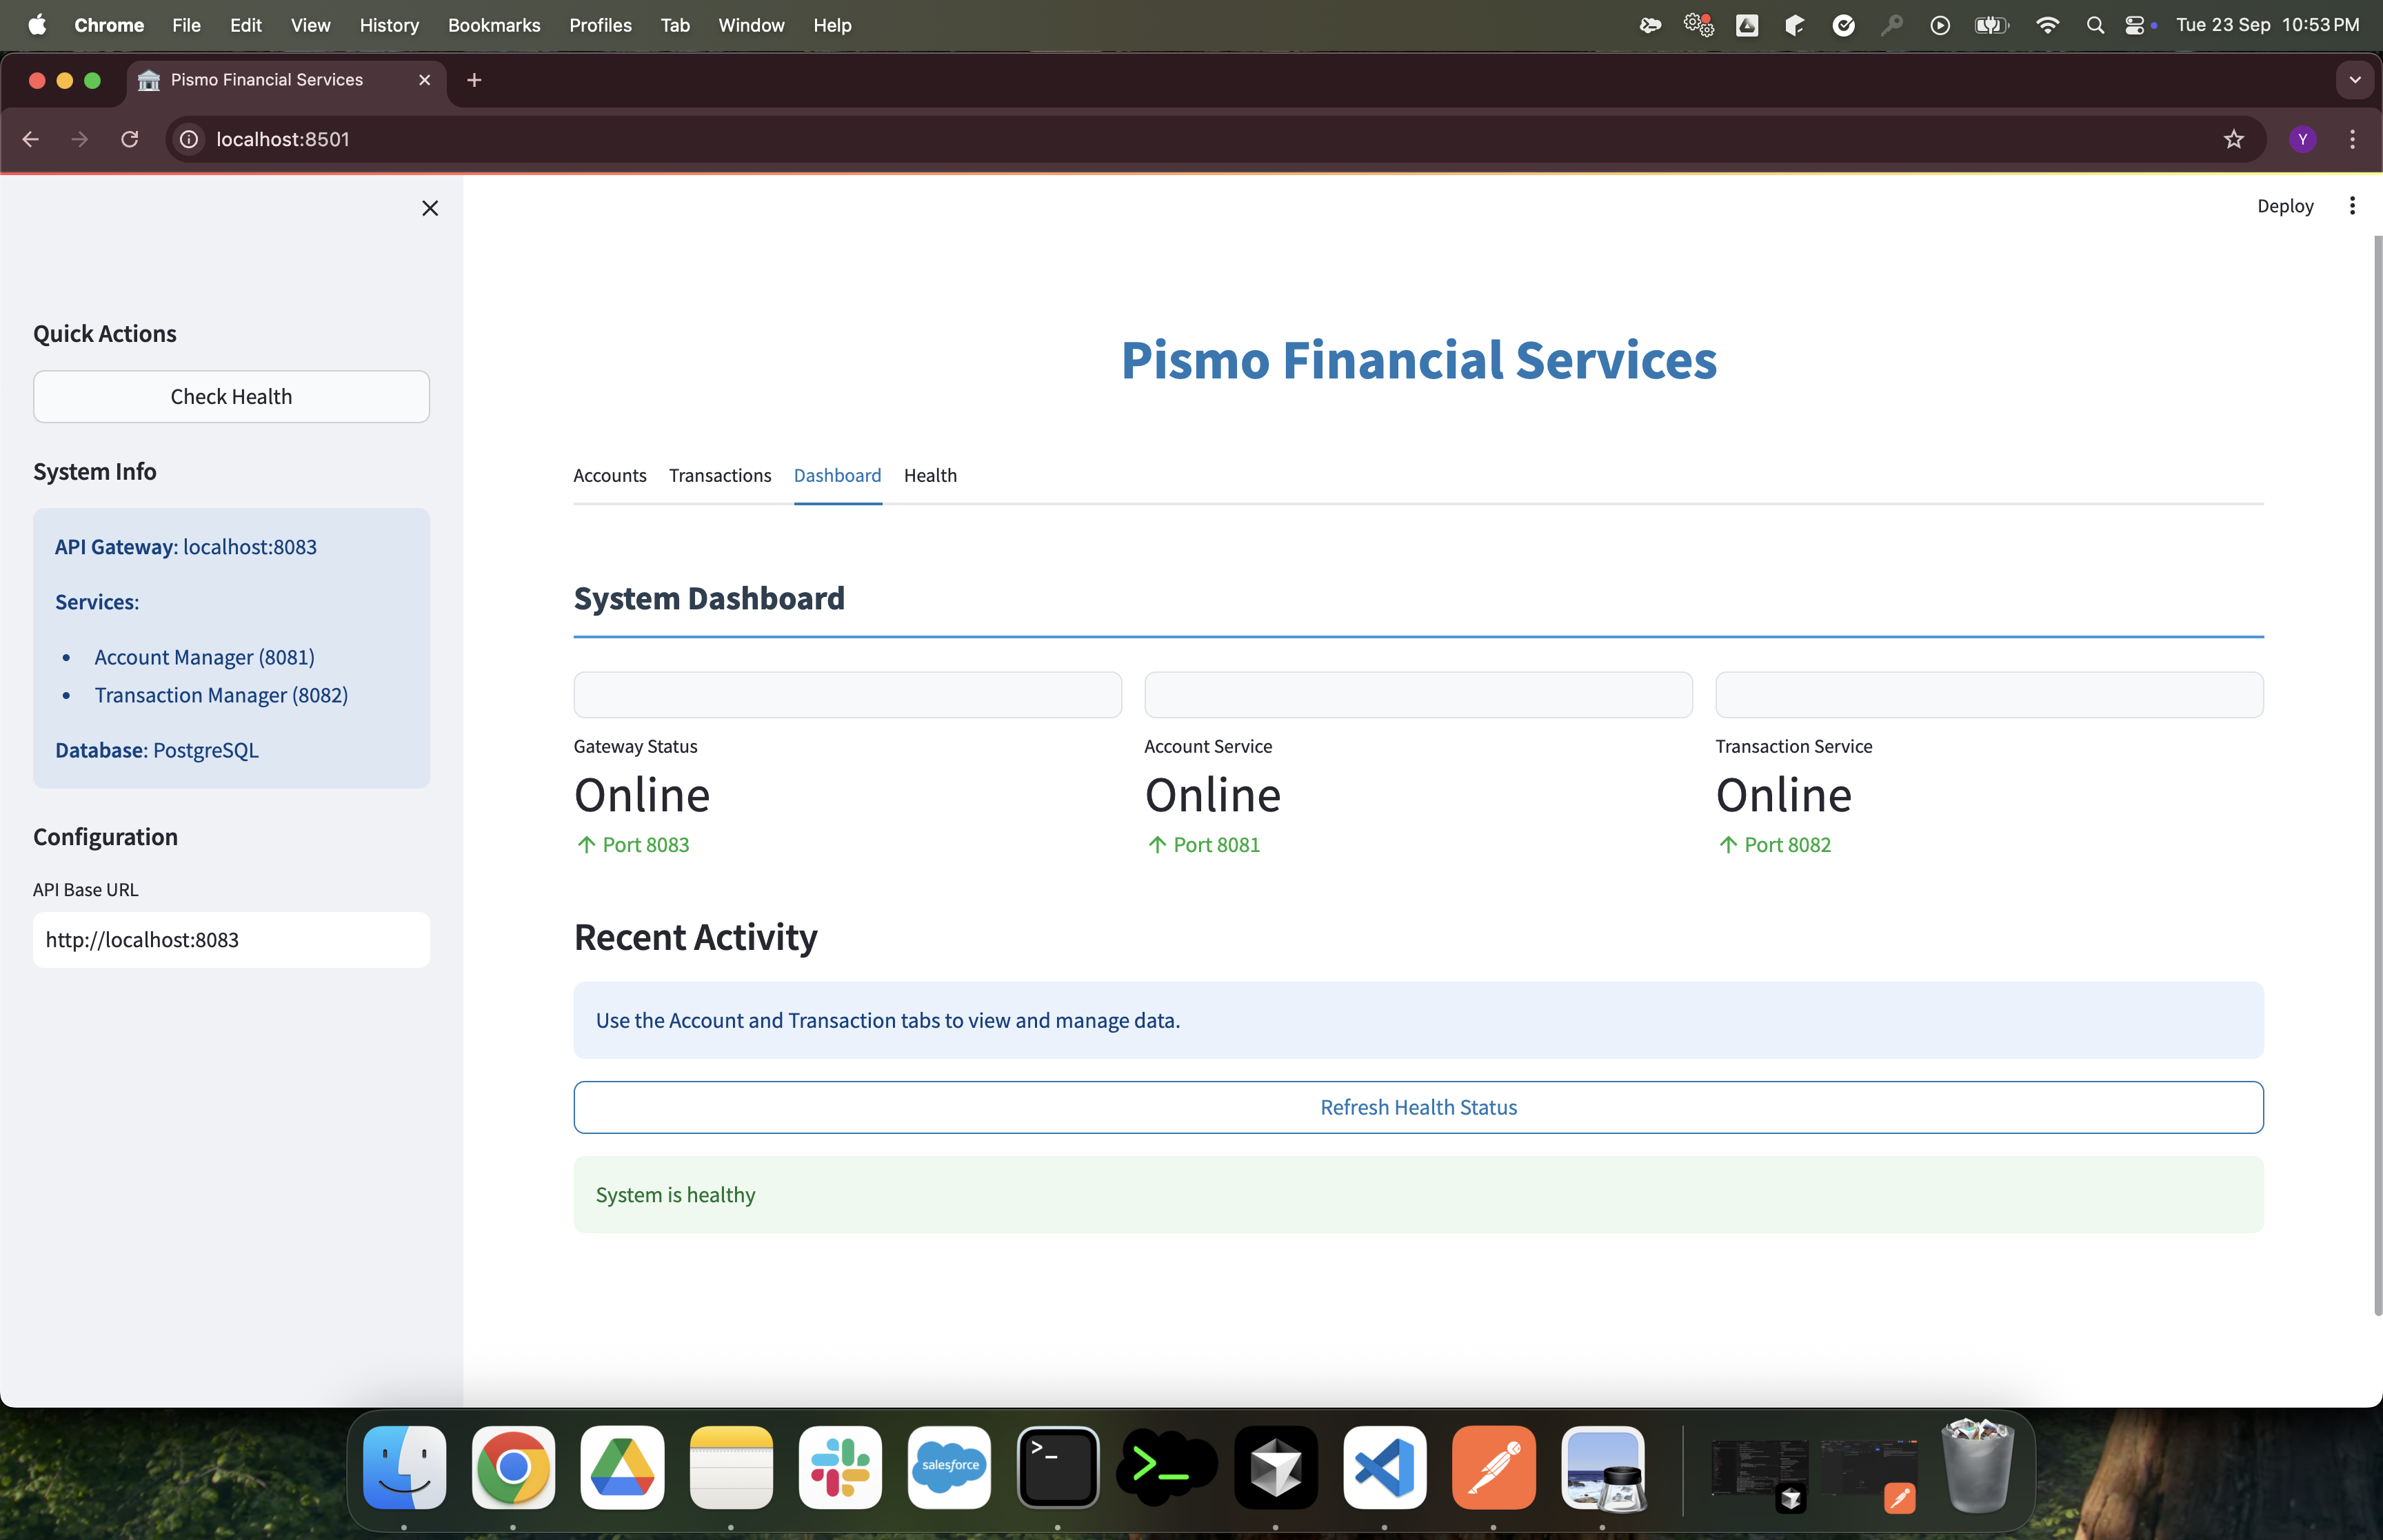 Chrome File Edit View History Bookmarks Profiles Tab Window Help Tue 23 Sep 10:53 PM
Pismo Financial Services
localhost:8501
Y
Deploy
Quick Actions
Check Health
System Info
API Gateway: localhost:8083
Services:
• Account Manager (8081)
• Transaction Manager (8082)
Database: PostgreSQL
Configuration
API Base URL
http://localhost:8083
Pismo Financial Services
Accounts Transactions Dashboard Health
System Dashboard
Gateway Status
Online
↑ Port 8083
Account Service
Online
↑ Port 8081
Transaction Service
Online
↑ Port 8082
Recent Activity
Use the Account and Transaction tabs to view and manage data.
Refresh Health Status
System is healthy
salesforce